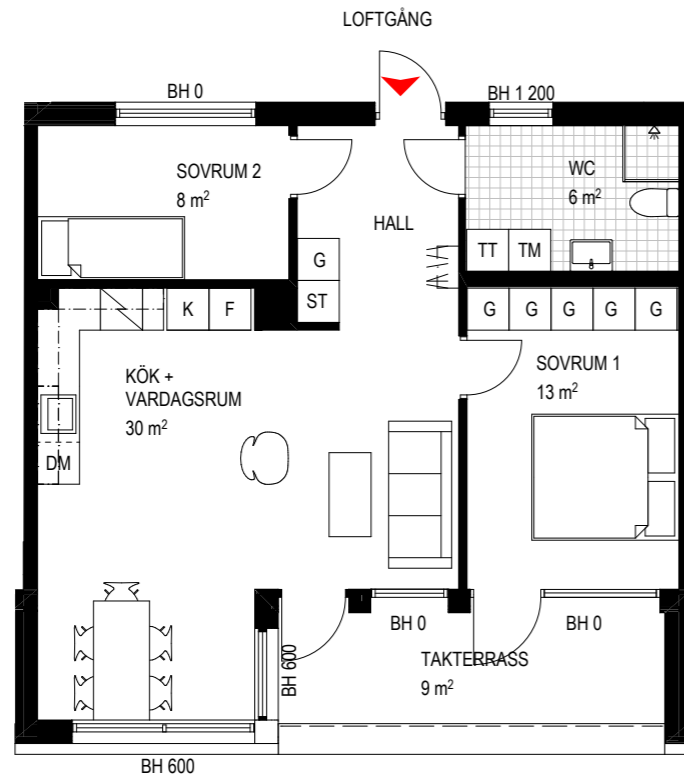 LOFTGÅNG
BH 0
BH 1 200
SOVRUM 2
8 m²
WC
6 m²
HALL
G
ST
TT
TM
K
F
G
G
G
G
G
KÖK +
VARDAGSRUM
30 m²
SOVRUM 1
13 m²
DM
BH 0
BH 0
BH 600
TAKTERRASS
9 m²
BH 600